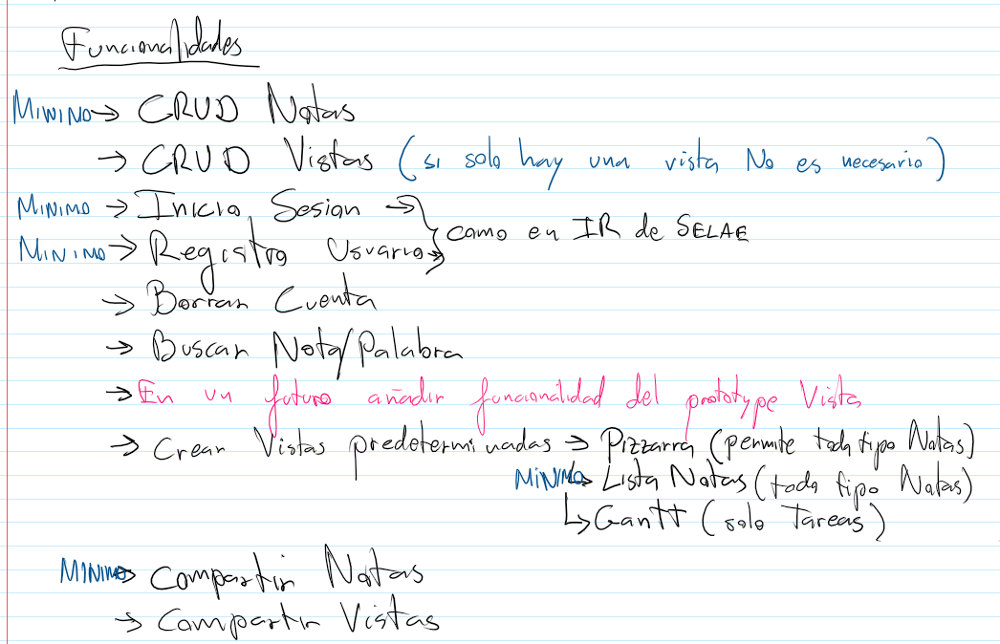 Funcionalidades
MINIMO → CRUD Notas
→ CRUD Vistas (si solo hay una vista No es necesario)
MINIMO → Inicio Sesion →
} como en IR de SELAE
MINIMO → Registro Usuario →
→ Borrar Cuenta
→ Buscar Nota/Palabra
→ En un futuro añadir funcionalidad del prototype Vista
→ Crear Vistas predeterminadas → Pizzarra (permite todo tipo Notas)
MINIMO ↳ Lista Notas (todo tipo Notas)
↳ Gantt (solo Tareas)
MINIMO → Compartir Notas
→ Compartir Vistas